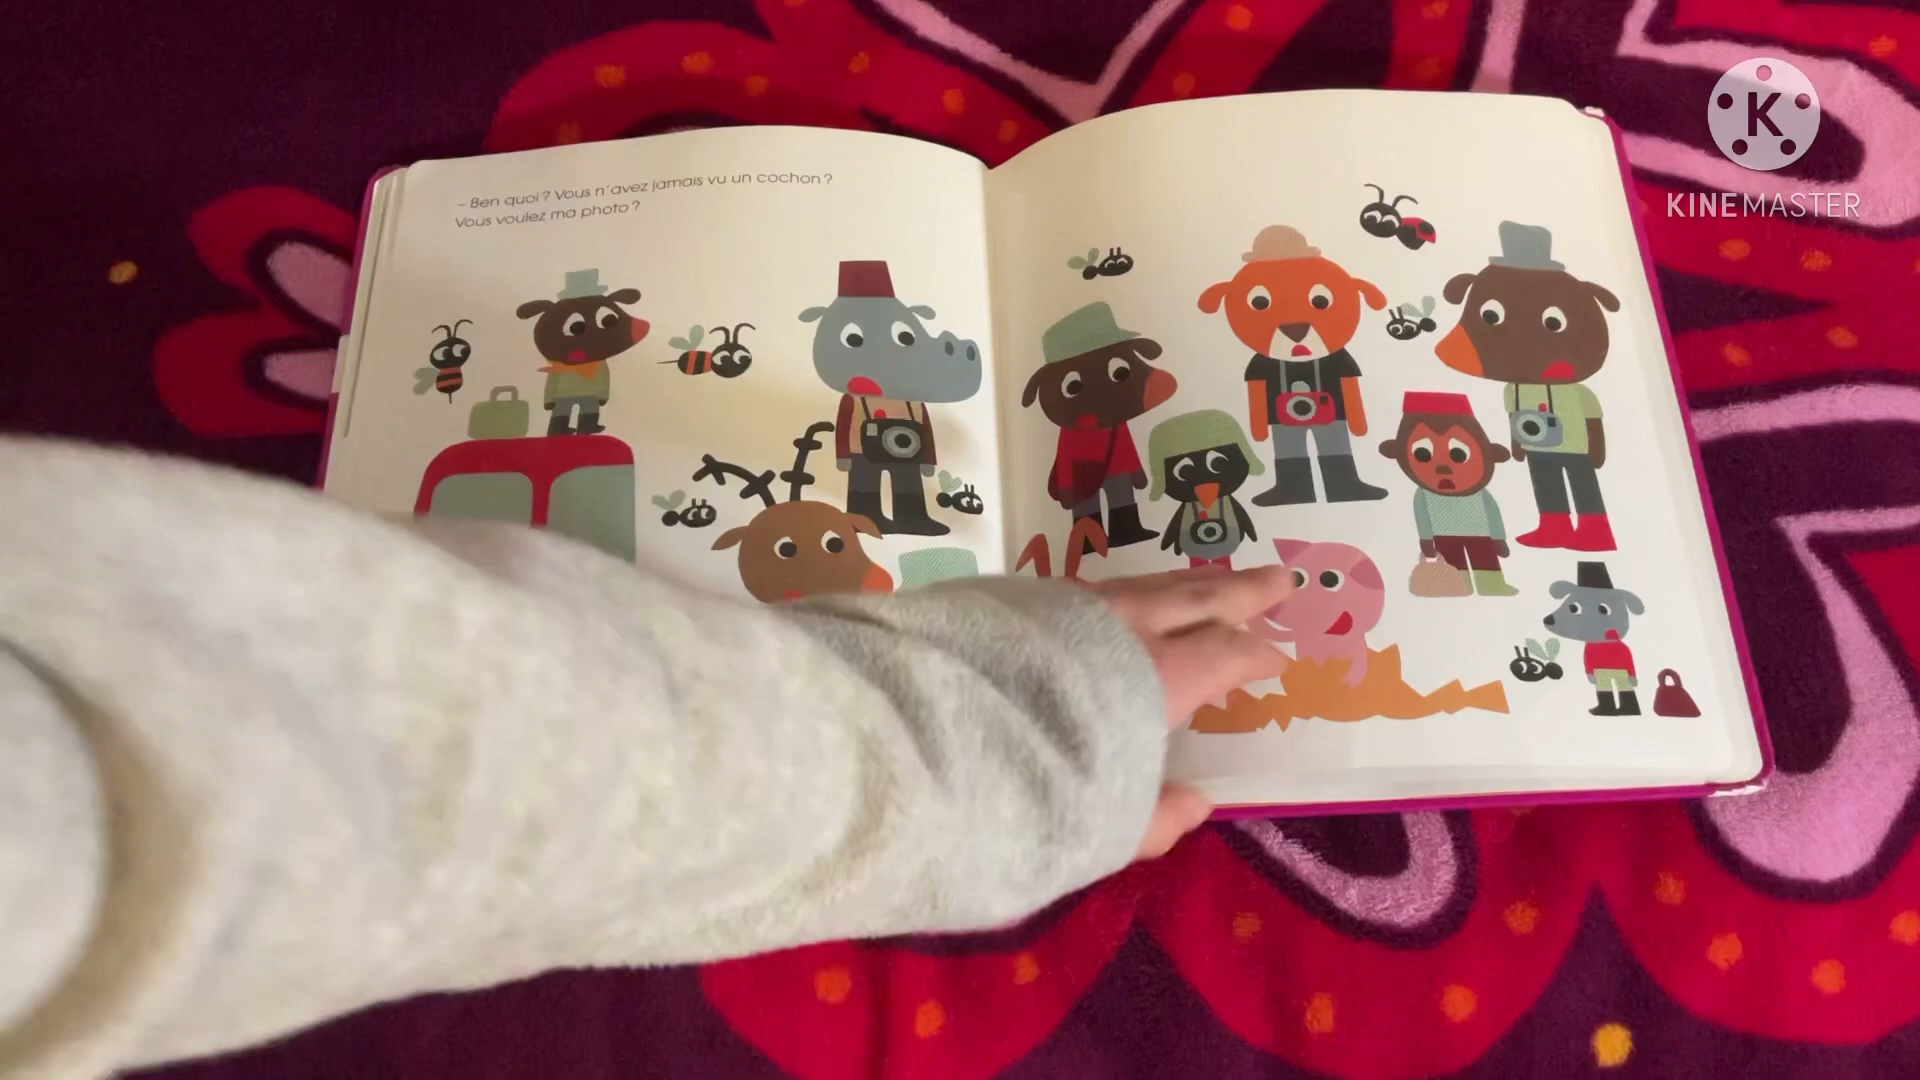 – Ben quoi ? Vous n'avez jamais vu un cochon ?
Vous voulez ma photo ?
K
KINEMASTER